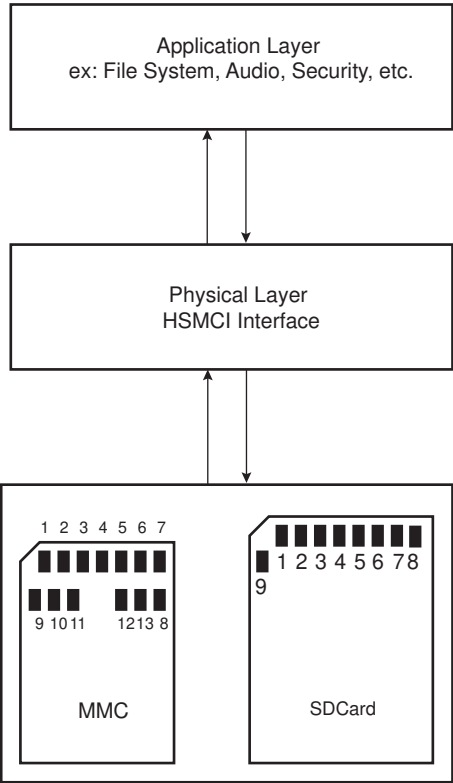 Application Layer
ex: File System, Audio, Security, etc.
Physical Layer
HSMCI Interface
1 2 3 4 5 6 7
9 10 11 12 13 8
MMC
1 2 3 4 5 6 7 8
9
SDCard